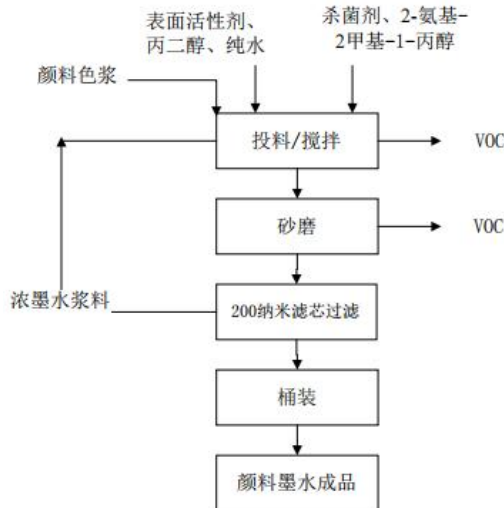 表面活性剂、
丙二醇、纯水
杀菌剂、2-氨基-
2甲基-1-丙醇
颜料色浆
投料/搅拌
VOC
砂磨
VOC
浓墨水浆料
200纳米滤芯过滤
桶装
颜料墨水成品